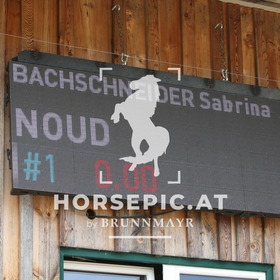 BACHSCHNEIDER Sabrina
NOUD
#1 0.00
HORSEPIC.AT
by BRUNNMAYR